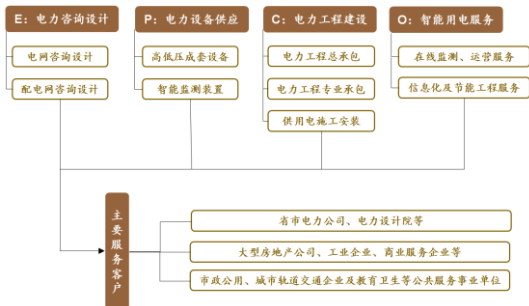 E：电力咨询设计
电网咨询设计
配电网咨询设计
P：电力设备供应
高低压成套设备
智能监测装置
C：电力工程建设
电力工程总承包
电力工程专业承包
供用电施工安装
O：智能用电服务
在线监测、运营服务
信息化及节能工程服务
主要服务客户
省市电力公司、电力设计院等
大型房地产公司、工业企业、商业服务企业等
市政公用、城市轨道交通企业及教育卫生等公共服务事业单位